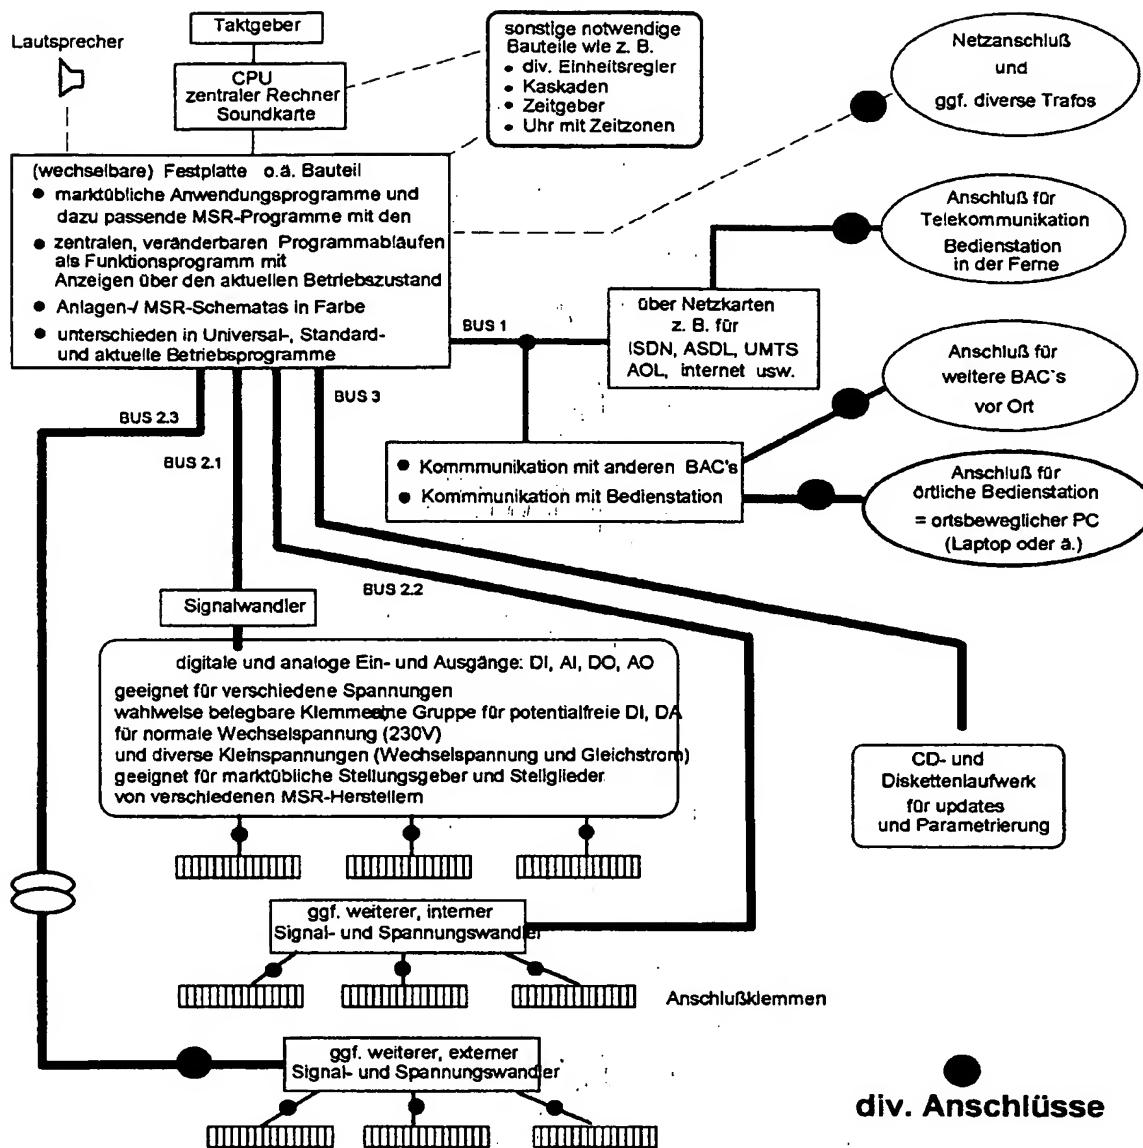 Taktgeber
Lautsprecher
CPU
zentraler Rechner
Soundkarte
sonstige notwendige
Bauteile wie z. B.
• div. Einheitsregler
• Kaskaden
• Zeitgeber
• Uhr mit Zeitzonen
Netzanschluß
und
ggf. diverse Trafos
(wechselbare) Festplatte o.ä. Bauteil
● marktübliche Anwendungsprogramme und
dazu passende MSR-Programme mit den
● zentralen, veränderbaren Programmabläufen
als Funktionsprogramm mit
Anzeigen über den aktuellen Betriebszustand
● Anlagen-/ MSR-Schematas in Farbe
● unterschieden in Universal-, Standard-
und aktuelle Betriebsprogramme
Anschluß für
Telekommunikation
Bedienstation
in der Ferne
BUS 1
über Netzkarten
z. B. für
ISDN, ASDL, UMTS
AOL, internet usw.
Anschluß für
weitere BAC`s
vor Ort
BUS 3
BUS 2.3
BUS 2.1
● Kommmunikation mit anderen BAC's
● Kommmunikation mit Bedienstation
Anschluß für
örtliche Bedienstation
= ortsbeweglicher PC
(Laptop oder ä.)
BUS 2.2
Signalwandler
digitale und analoge Ein- und Ausgänge: DI, AI, DO, AO
geeignet für verschiedene Spannungen
wahlweise belegbare Klemmen, eine Gruppe für potentialfreie DI, DA
für normale Wechselspannung (230V)
und diverse Kleinspannungen (Wechselspannung und Gleichstrom)
geeignet für marktübliche Stellungsgeber und Stellglieder
von verschiedenen MSR-Herstellern
CD- und
Diskettenlaufwerk
für updates
und Parametrierung
ggf. weiterer, interner
Signal- und Spannungswandler
Anschlußklemmen
ggf. weiterer, externer
Signal- und Spannungswandler
div. Anschlüsse